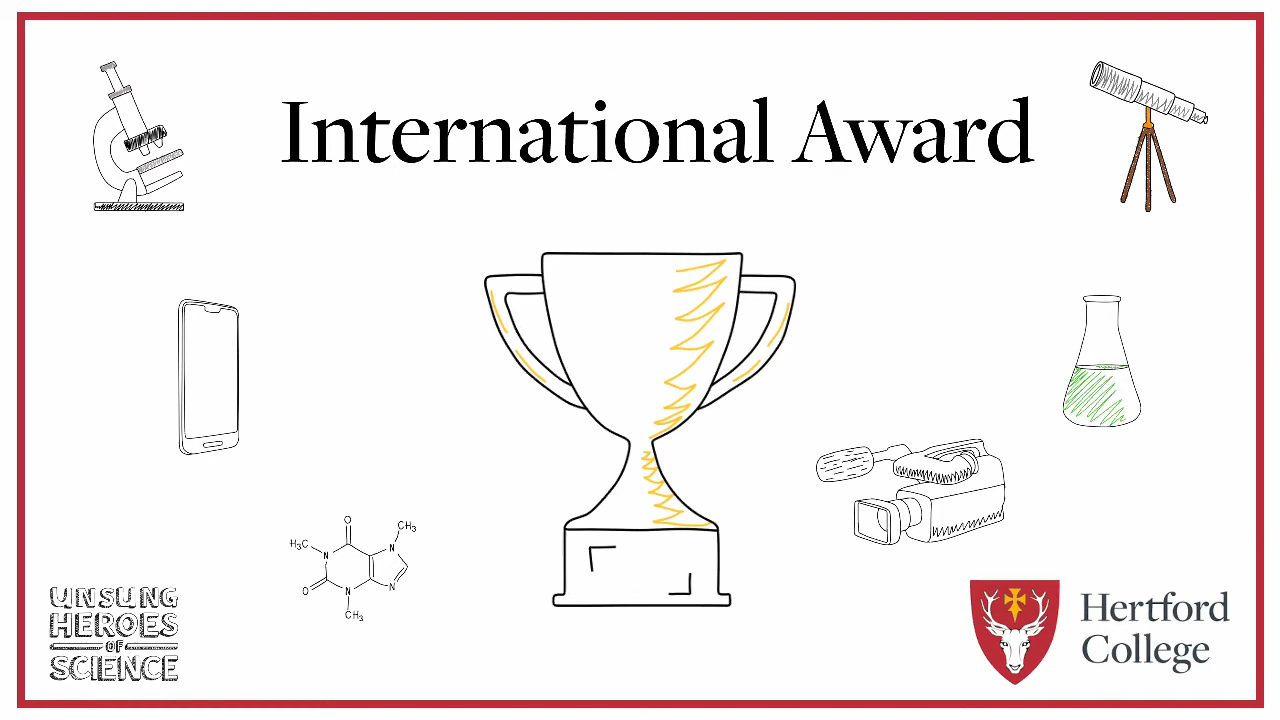 International Award
O
CH₃
H₃C
N
N
O
N
N
CH₃
UNSUNG
HEROES
OF
SCIENCE
Hertford
College